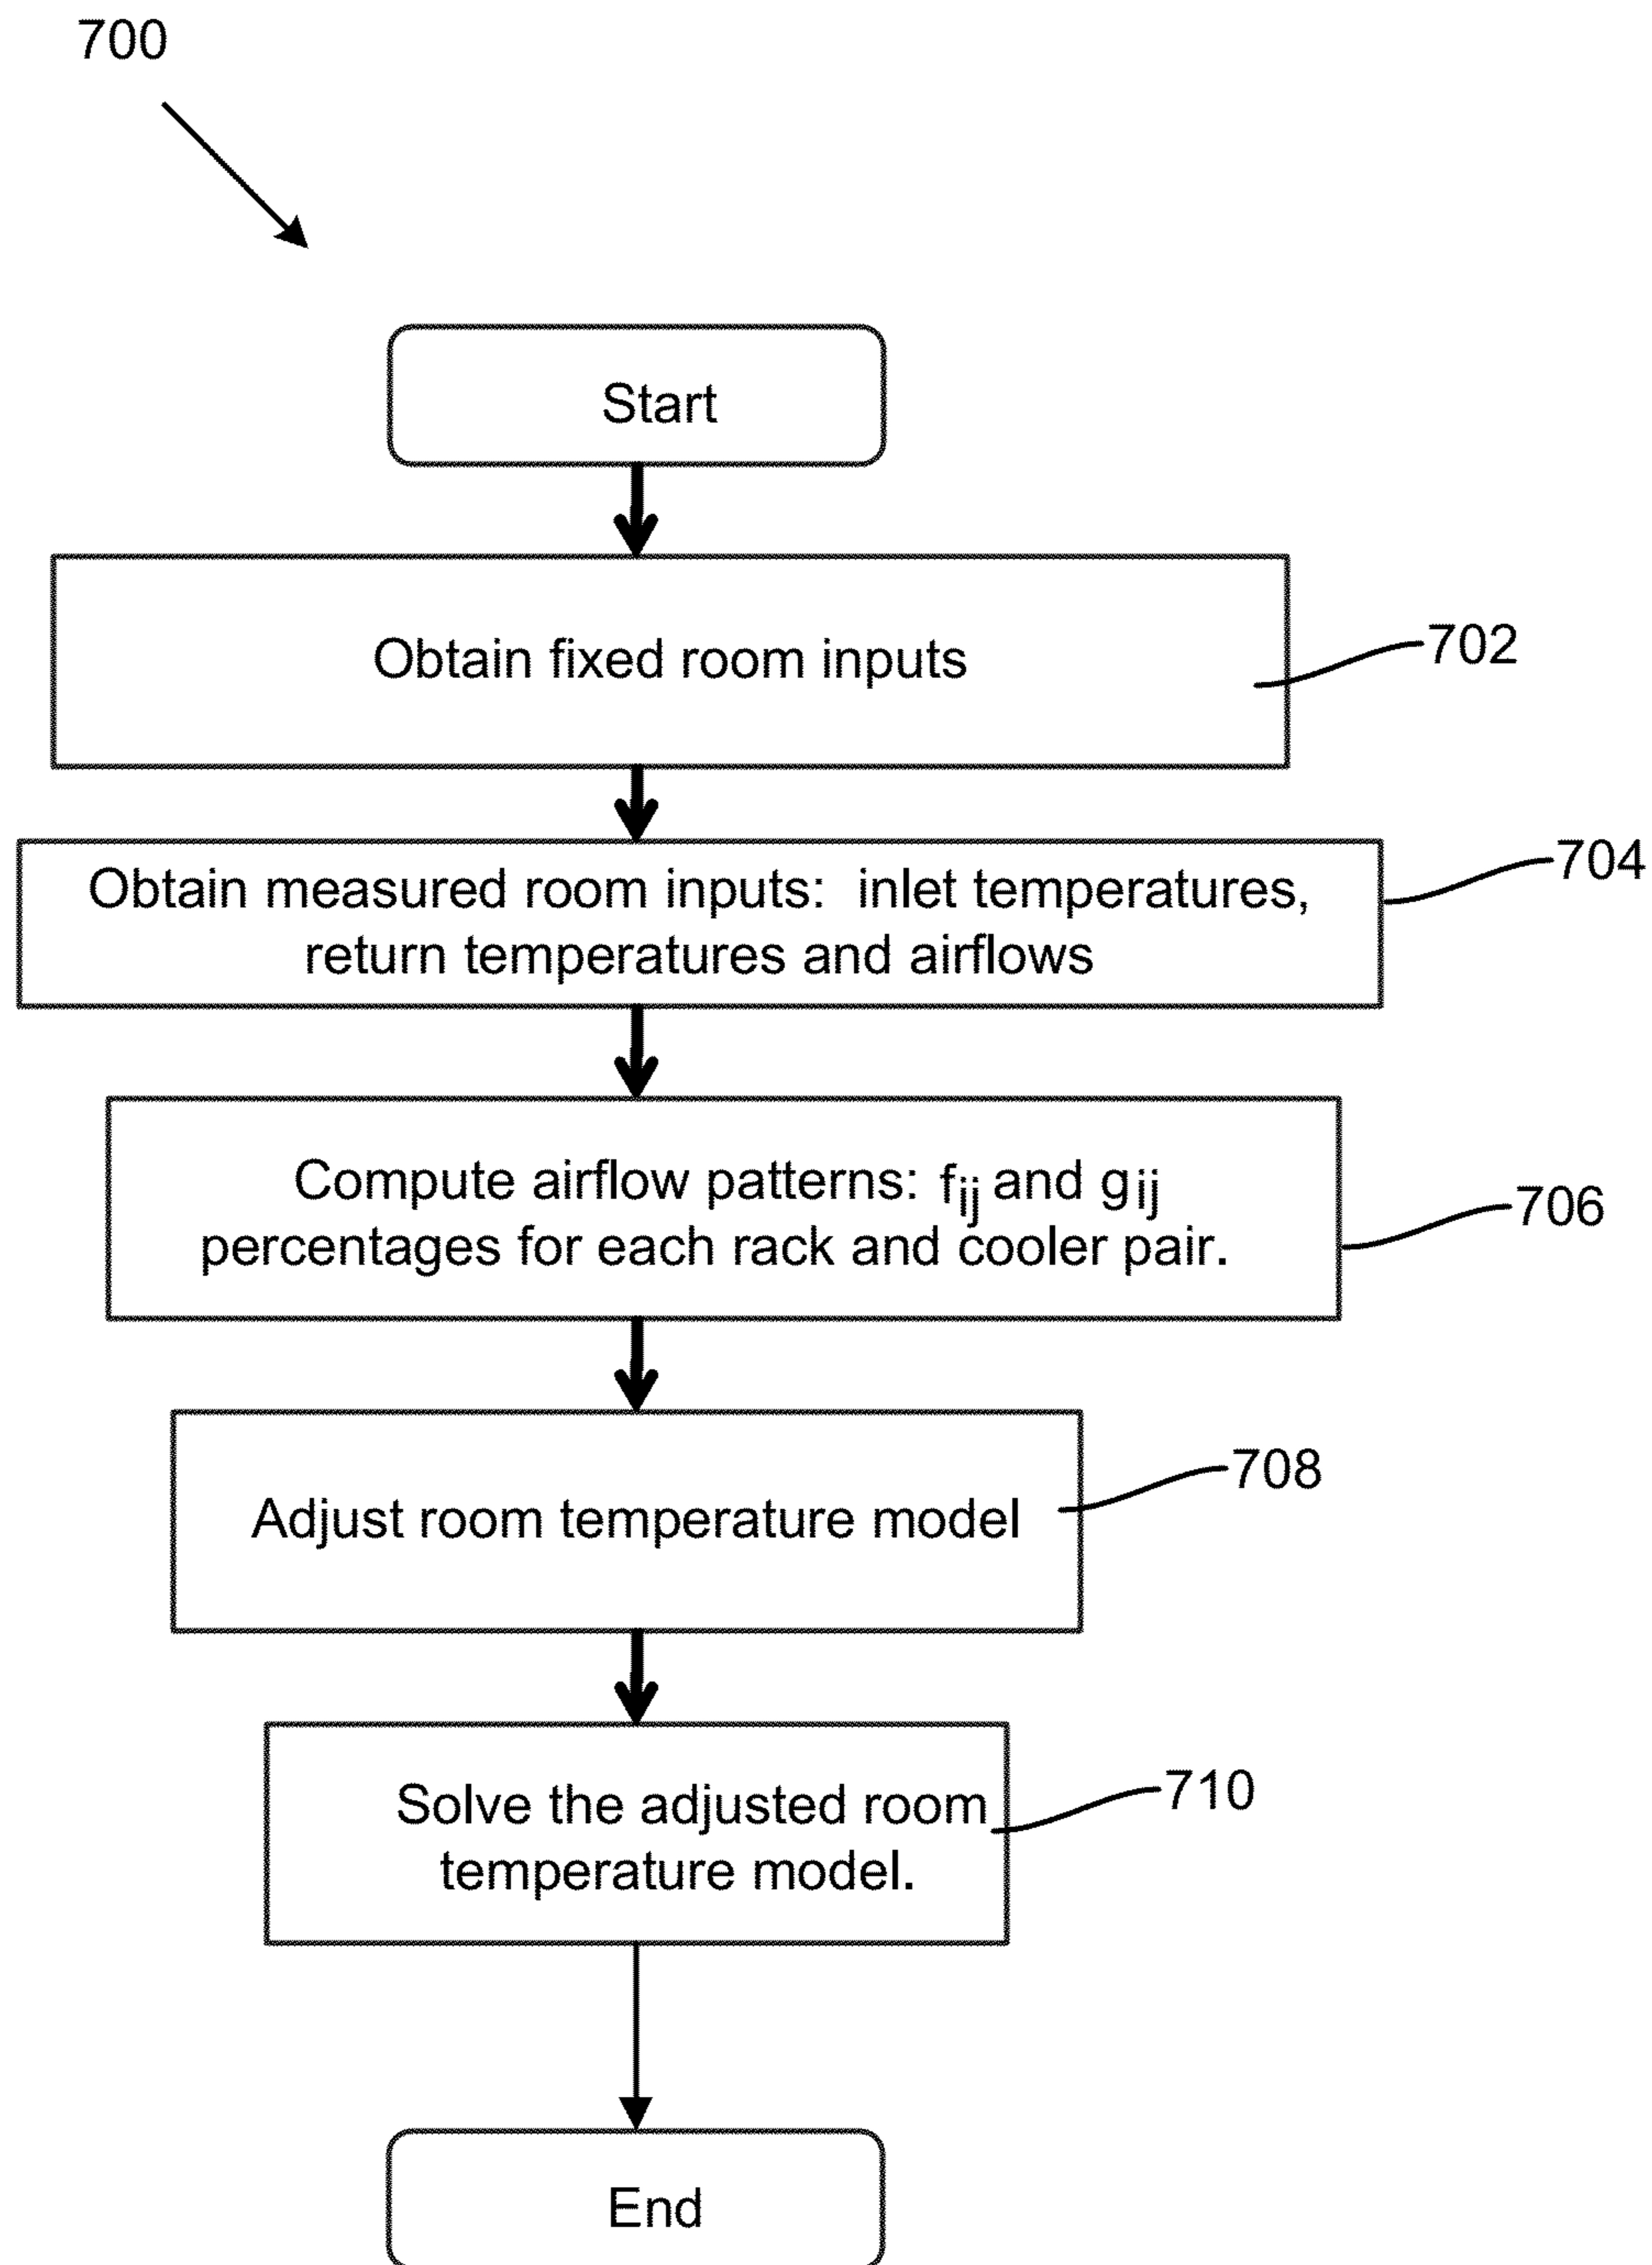 700
Start
Obtain fixed room inputs
702
Obtain measured room inputs:  inlet temperatures,
return temperatures and airflows
704
Compute airflow patterns: fij and gij
percentages for each rack and cooler pair.
706
Adjust room temperature model
708
Solve the adjusted room
temperature model.
710
End